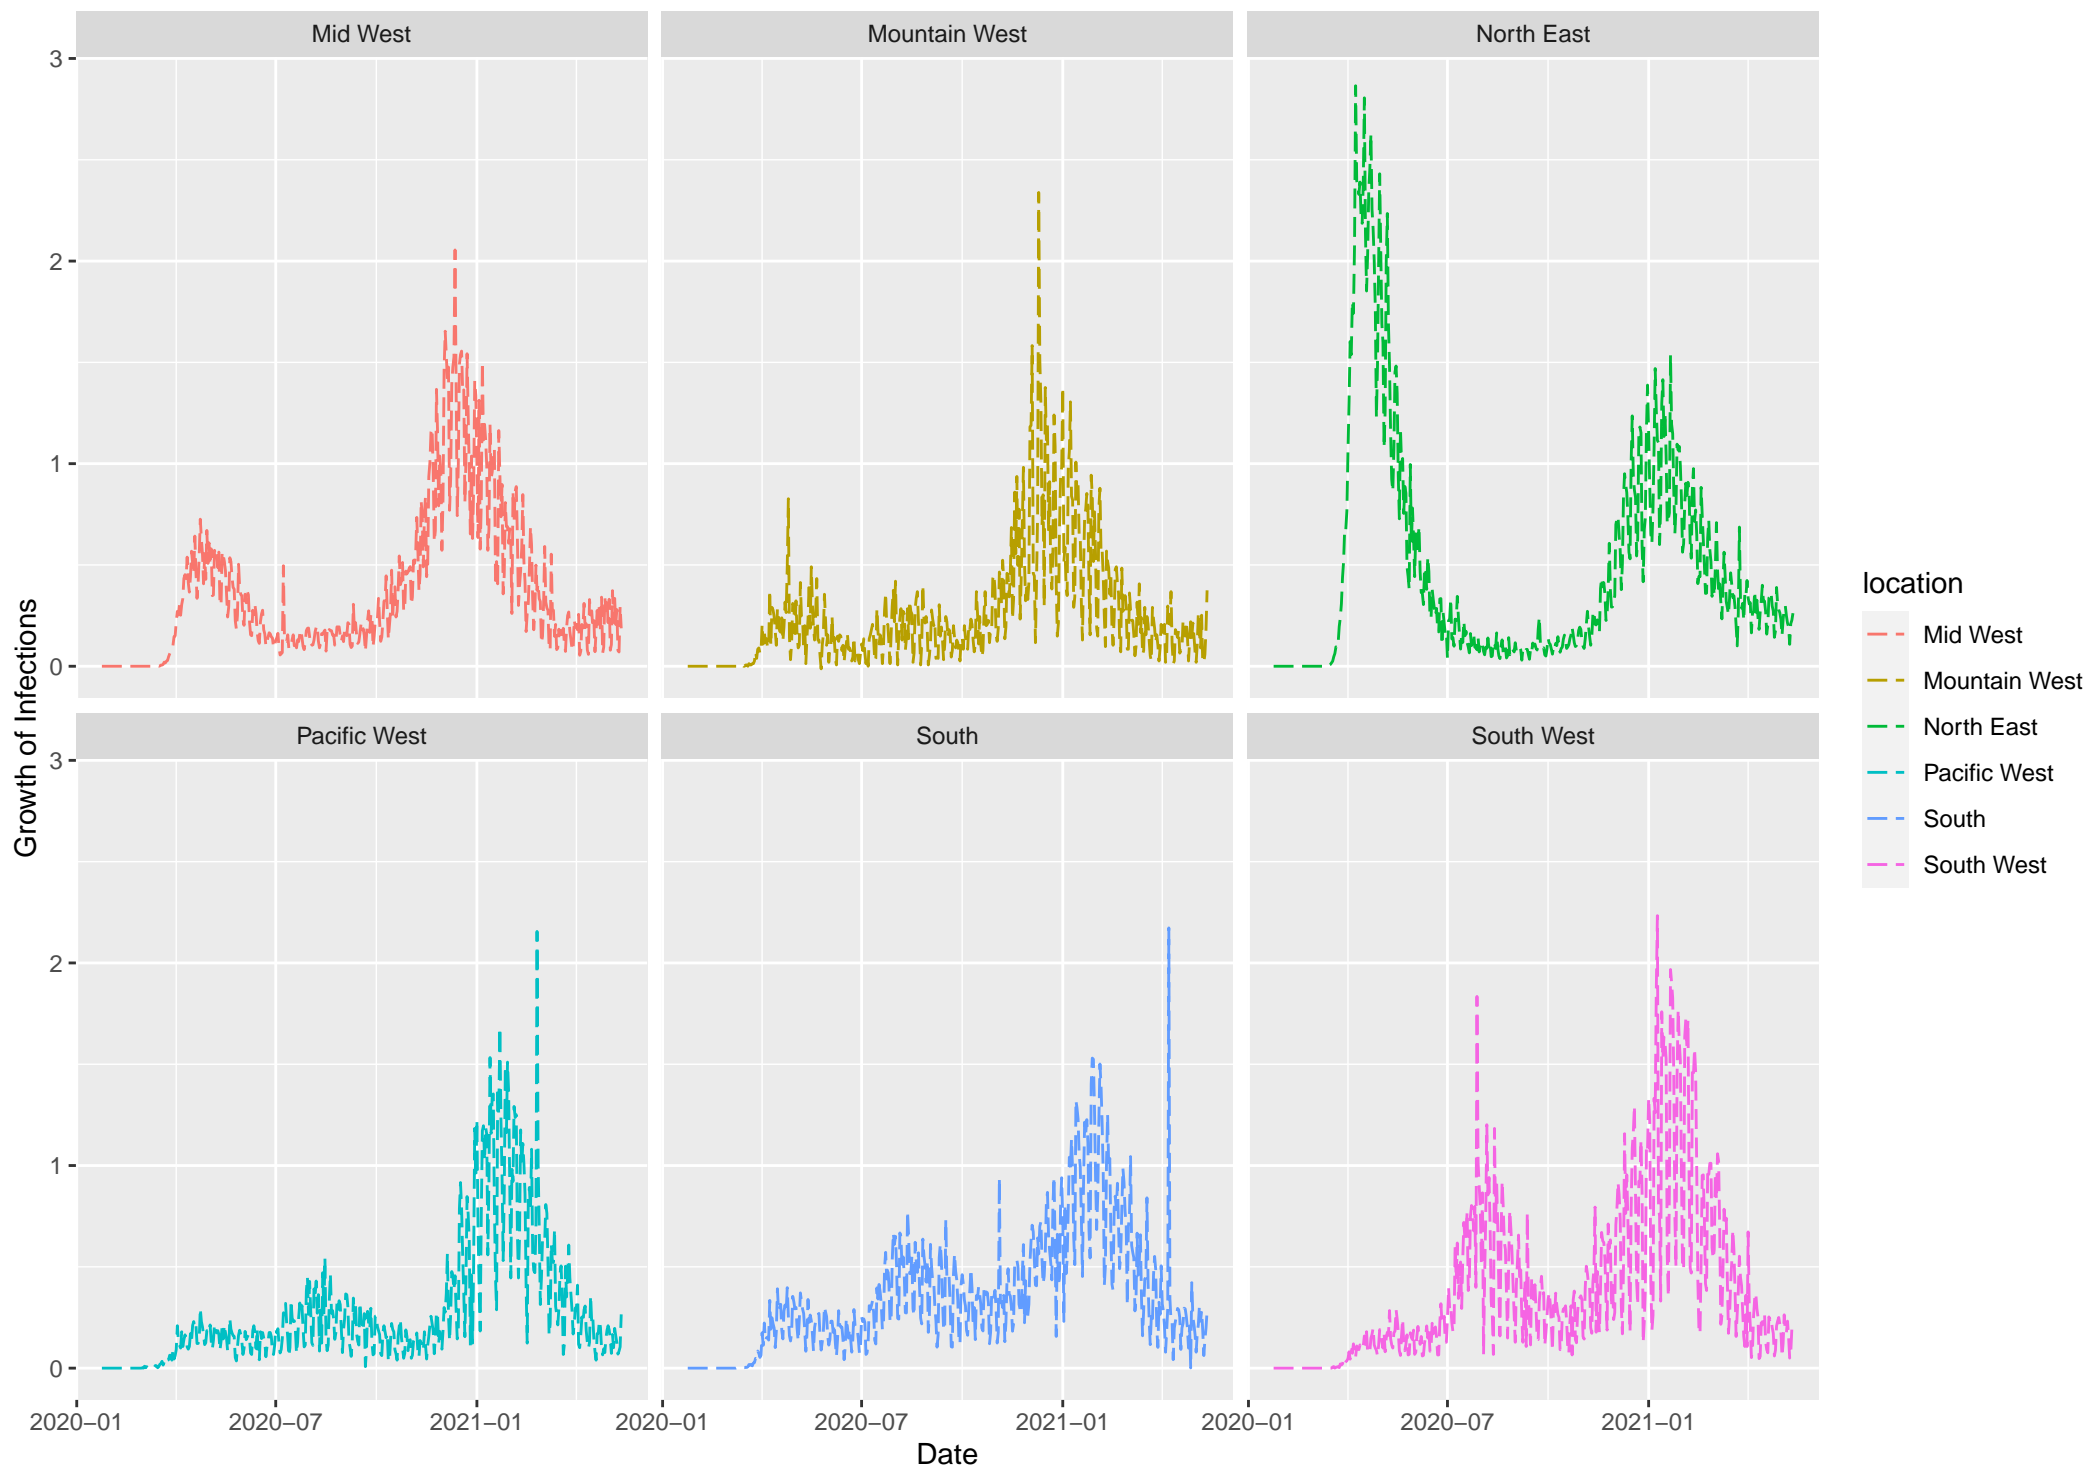 Mid West
Mountain West
North East
3
2
1
0
Pacific West
South
South West
3
2
1
0
Growth of Infections
2020−01
2020−07
2021−01
2020−01
2020−07
2021−01
2020−01
2020−07
2021−01
Date
location
Mid West
Mountain West
North East
Pacific West
South
South West